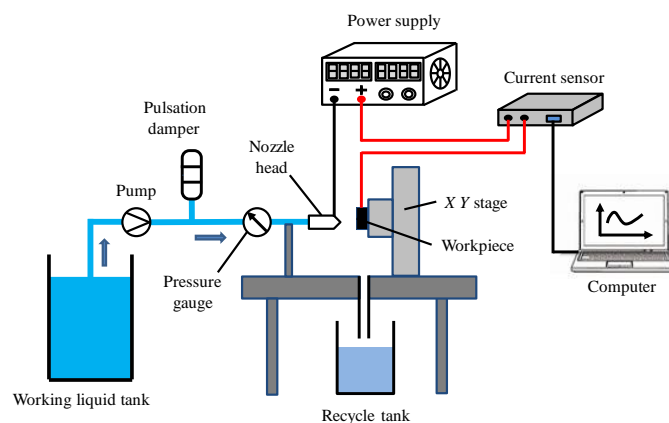 Power supply
Current sensor
Pulsation
damper
Nozzle
head
Pump
X Y stage
Workpiece
Pressure
gauge
Computer
Working liquid tank
Recycle tank